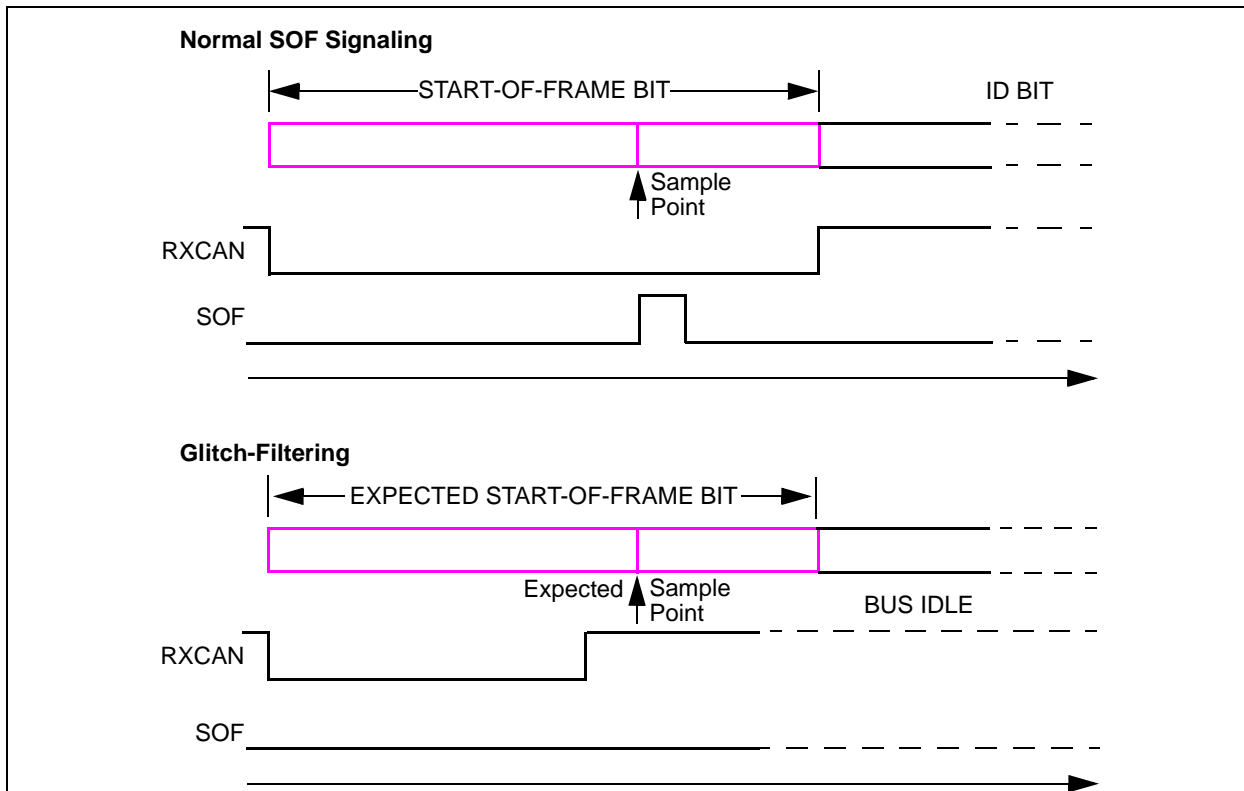 Normal SOF Signaling
START-OF-FRAME BIT
ID BIT
Sample
Point
RXCAN
SOF
Glitch-Filtering
EXPECTED START-OF-FRAME BIT
Expected
Sample
Point
BUS IDLE
RXCAN
SOF